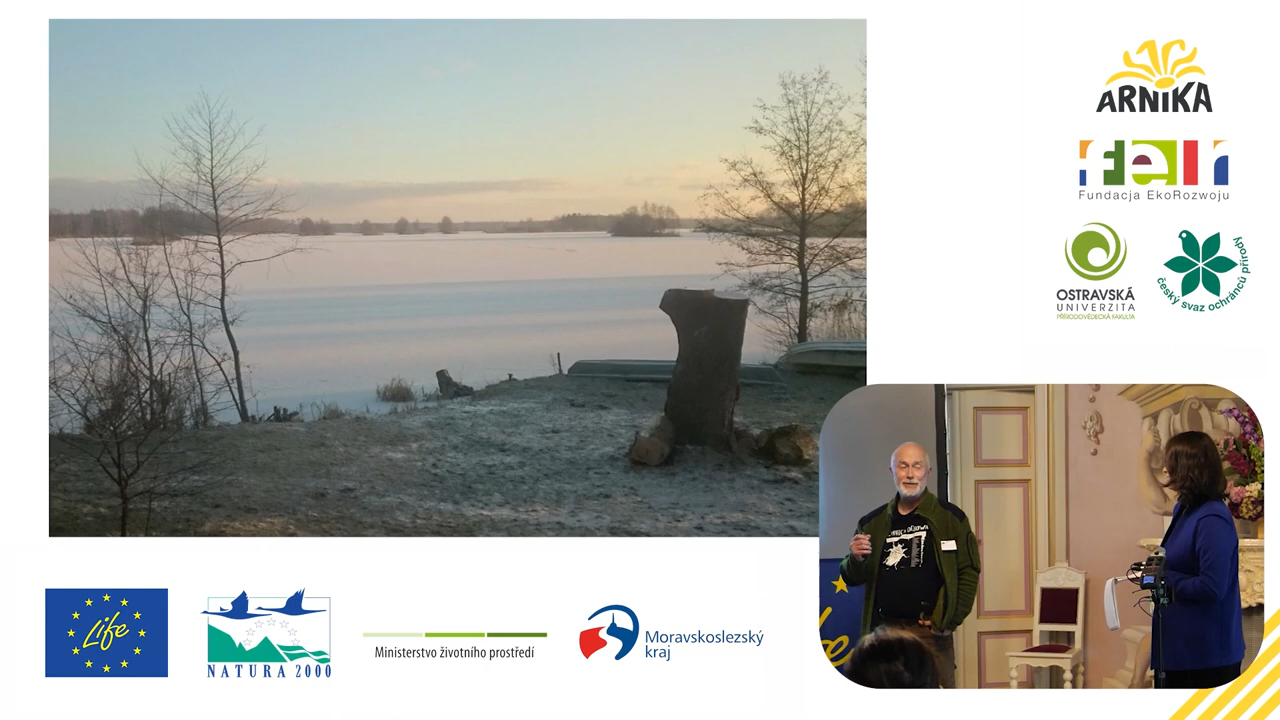 ARNIKA
feer
Fundacja EkoRozwoju
OSTRAVSKÁ
UNIVERZITA
PŘÍRODOVĚDECKÁ FAKULTA
český svaz ochránců přírody
Life
NATURA 2000
Ministerstvo životního prostředí
Moravskoslezský
kraj